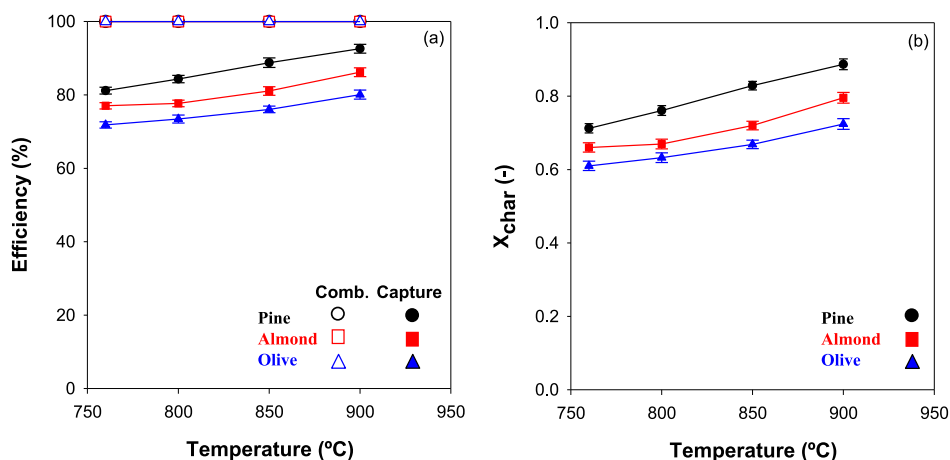 (a)
Efficiency (%)
100
80
60
40
20
0
Comb. Capture
Pine
Almond
Olive
750 800 850 900 950
Temperature (ºC)
(b)
X char (-)
1.0
0.8
0.6
0.4
0.2
0.0
Pine
Almond
Olive
750 800 850 900 950
Temperature (ºC)